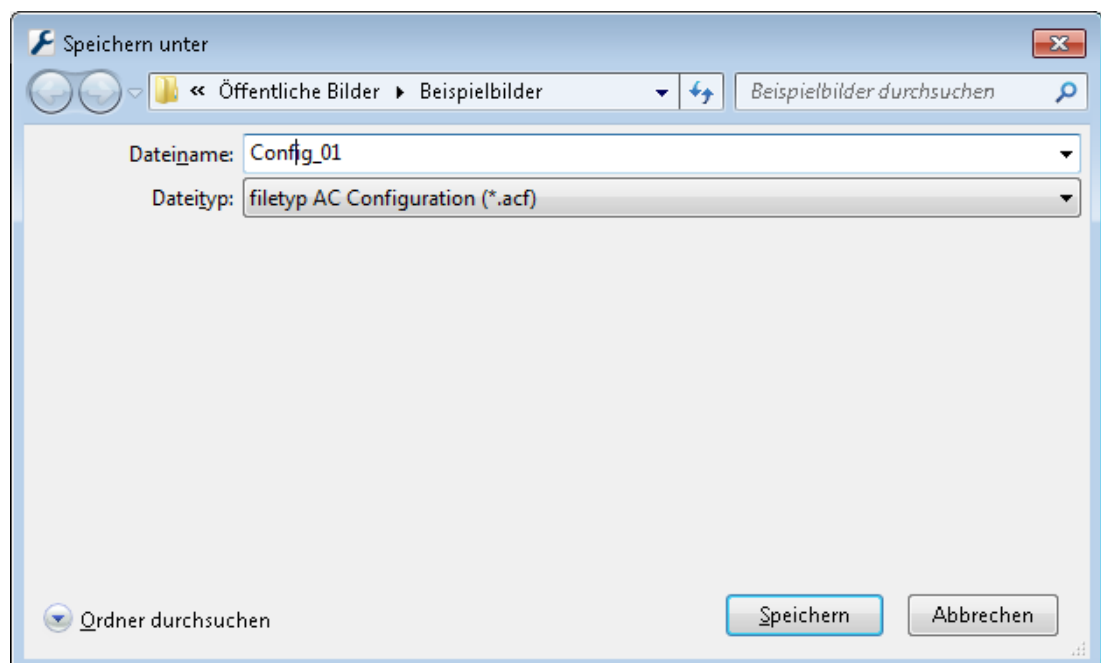 Speichern unter
« Öffentliche Bilder ▸ Beispielbilder Beispielbilder durchsuchen
Dateiname: Config_01
Dateityp: filetyp AC Configuration (*.acf)
Ordner durchsuchen Speichern Abbrechen